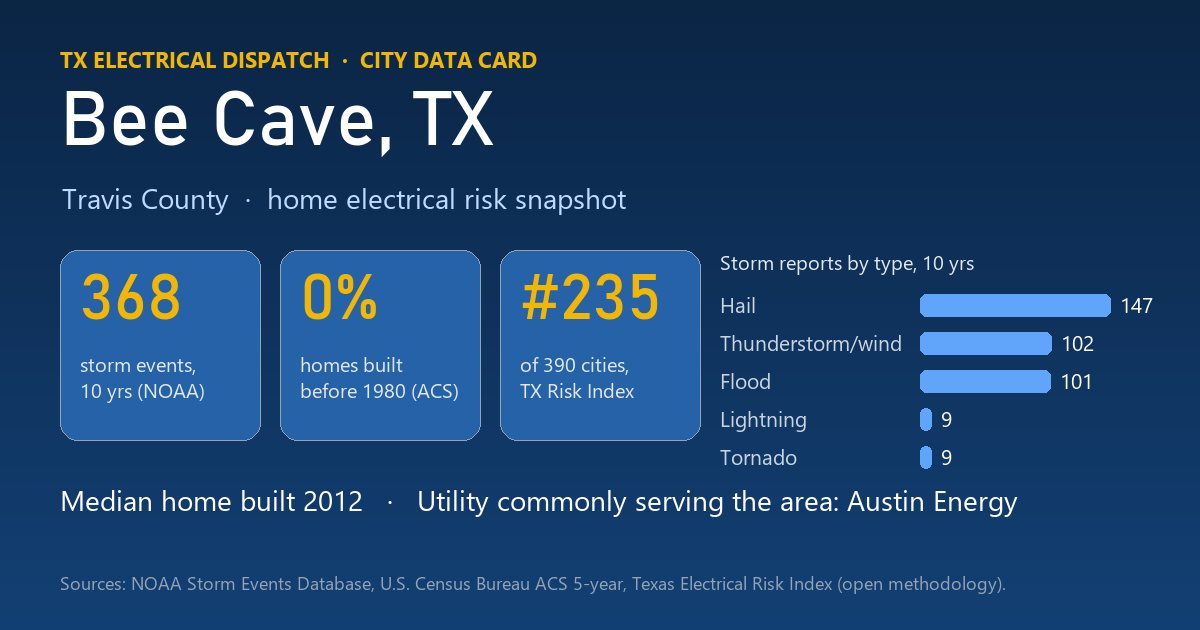 TX ELECTRICAL DISPATCH · CITY DATA CARD
Bee Cave, TX
Travis County · home electrical risk snapshot
368
storm events,
10 yrs (NOAA)
0%
homes built
before 1980 (ACS)
#235
of 390 cities,
TX Risk Index
Storm reports by type, 10 yrs
Hail 147
Thunderstorm/wind 102
Flood 101
Lightning 9
Tornado 9
Median home built 2012 · Utility commonly serving the area: Austin Energy
Sources: NOAA Storm Events Database, U.S. Census Bureau ACS 5-year, Texas Electrical Risk Index (open methodology).